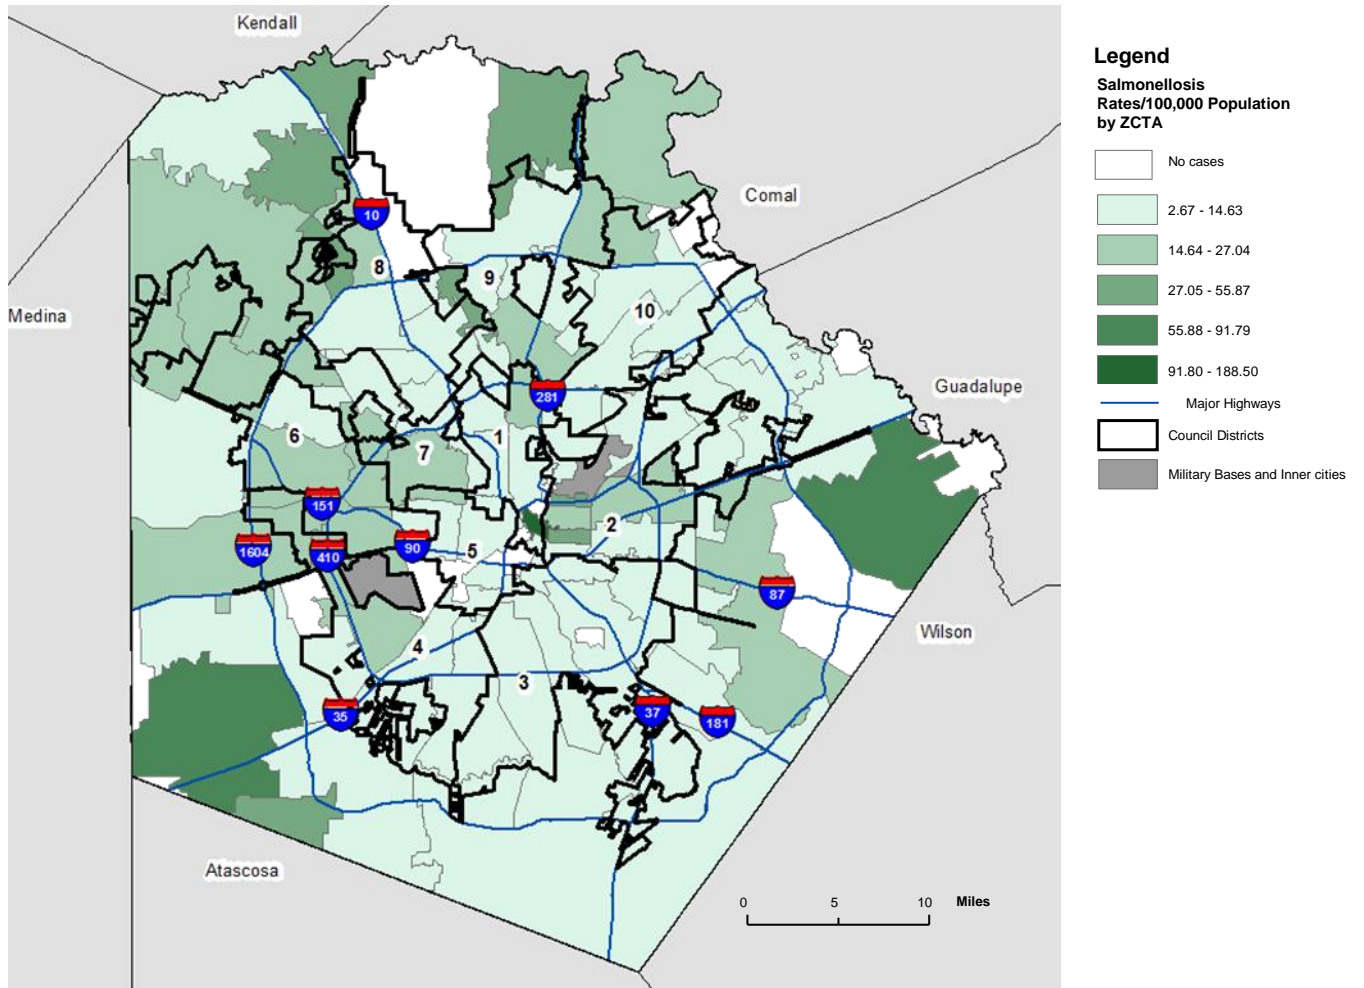 Kendall
Comal
Medina
Guadalupe
Wilson
Atascosa
10
8
9
10
281
6
1
7
151
2
1604
410
90
5
87
4
3
35
37
181
0 5 10 Miles
Legend
Salmonellosis
Rates/100,000 Population
by ZCTA
No cases
2.67 - 14.63
14.64 - 27.04
27.05 - 55.87
55.88 - 91.79
91.80 - 188.50
Major Highways
Council Districts
Military Bases and Inner cities